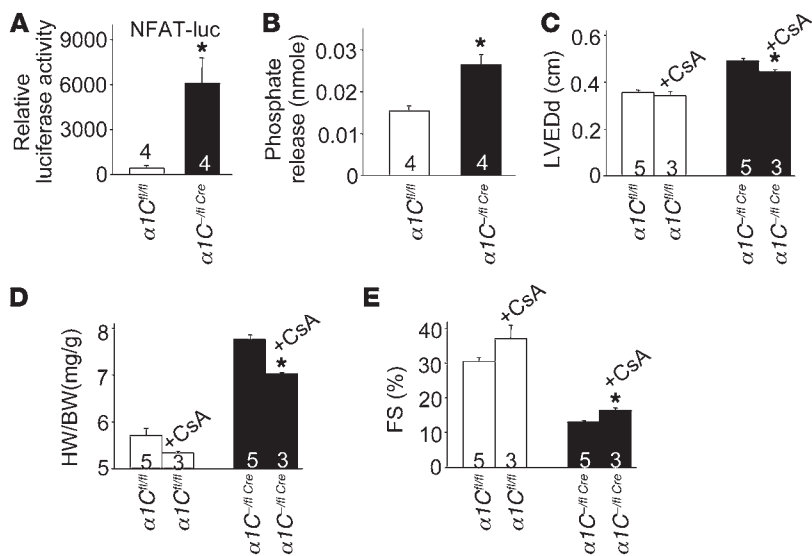 A
NFAT-luc
Relative
luciferase activity
9000
6000
3000
0
*
4
4
α1C^fl/fl
α1C^–/fl Cre
B
Phosphate
release (nmole)
0.03
0.02
0.01
0
*
4
4
α1C^fl/fl
α1C^–/fl Cre
C
LVEDd (cm)
0.6
0.4
0.2
0
+CsA
+CsA
*
5
3
5
3
α1C^fl/fl
α1C^fl/fl
α1C^–/fl Cre
α1C^–/fl Cre
D
HW/BW(mg/g)
8
7
6
5
+CsA
+CsA
*
5
3
5
3
α1C^fl/fl
α1C^fl/fl
α1C^–/fl Cre
α1C^–/fl Cre
E
FS (%)
40
30
20
10
0
+CsA
+CsA
*
5
3
5
3
α1C^fl/fl
α1C^fl/fl
α1C^–/fl Cre
α1C^–/fl Cre